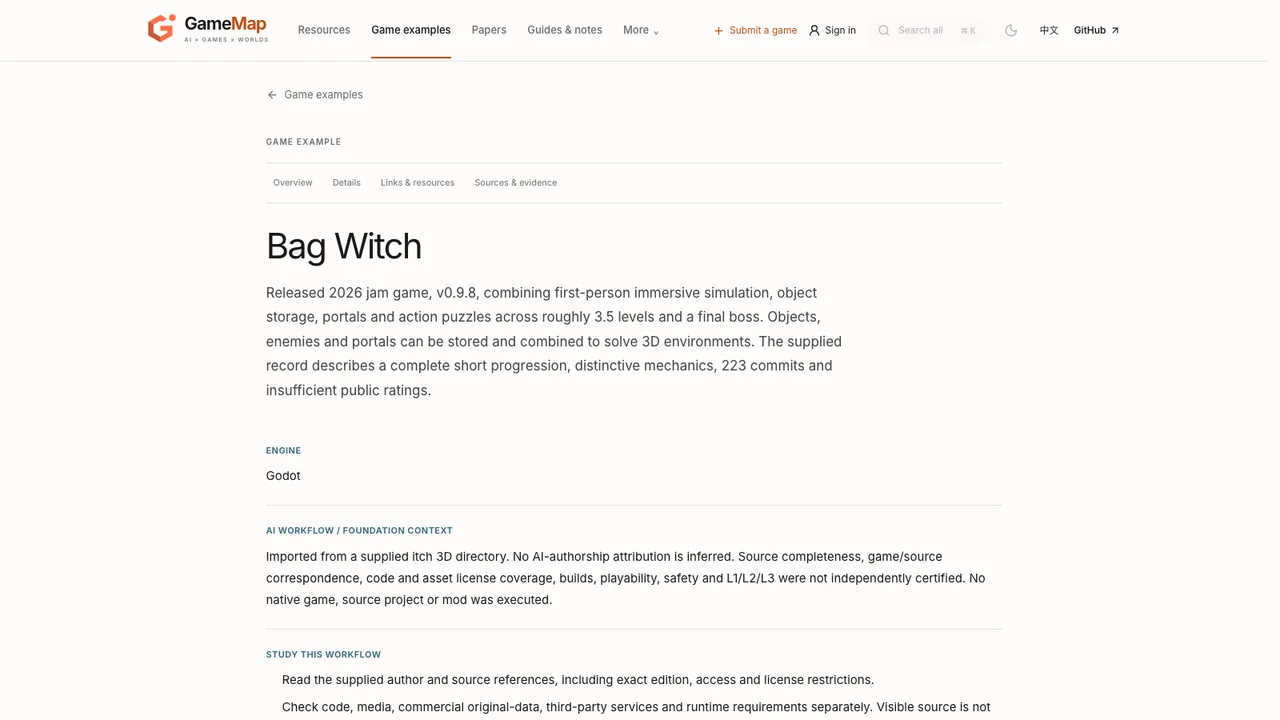 GameMap
AI × GAMES × WORLDS
Resources
Game examples
Papers
Guides & notes
More
Submit a game
Sign in
Search all
⌘ K
中文
GitHub
Game examples
GAME EXAMPLE
Overview
Details
Links & resources
Sources & evidence
Bag Witch
Released 2026 jam game, v0.9.8, combining first-person immersive simulation, object
storage, portals and action puzzles across roughly 3.5 levels and a final boss. Objects,
enemies and portals can be stored and combined to solve 3D environments. The supplied
record describes a complete short progression, distinctive mechanics, 223 commits and
insufficient public ratings.
ENGINE
Godot
AI WORKFLOW / FOUNDATION CONTEXT
Imported from a supplied itch 3D directory. No AI-authorship attribution is inferred. Source completeness, game/source
correspondence, code and asset license coverage, builds, playability, safety and L1/L2/L3 were not independently certified. No
native game, source project or mod was executed.
STUDY THIS WORKFLOW
Read the supplied author and source references, including exact edition, access and license restrictions.
Check code, media, commercial original-data, third-party services and runtime requirements separately. Visible source is not